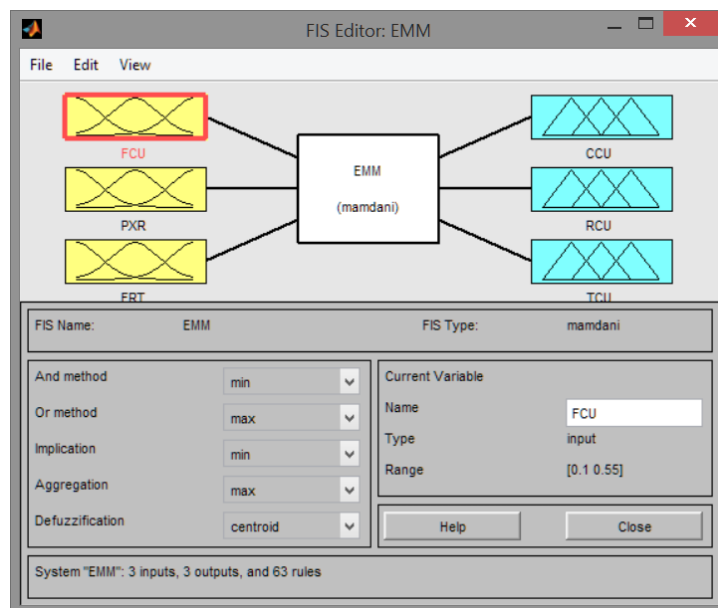 FIS Editor: EMM
File Edit View
FCU
PXR
EMM
(mamdani)
CCU
RCU
TCU
FIS Name: EMM FIS Type: mamdani
And method min
Or method max
Implication min
Aggregation max
Defuzzification centroid
Current Variable
Name FCU
Type input
Range [0.1 0.55]
Help Close
System "EMM": 3 inputs, 3 outputs, and 63 rules